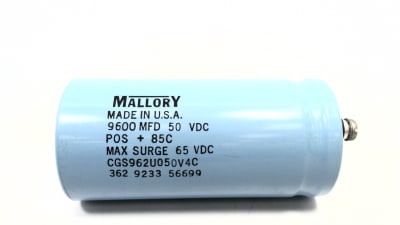 MALLORY
MADE IN U.S.A.
9600 MFD 50 VDC
POS + 85C
MAX SURGE 65 VDC
CGS962U050V4C
362 9233 56699